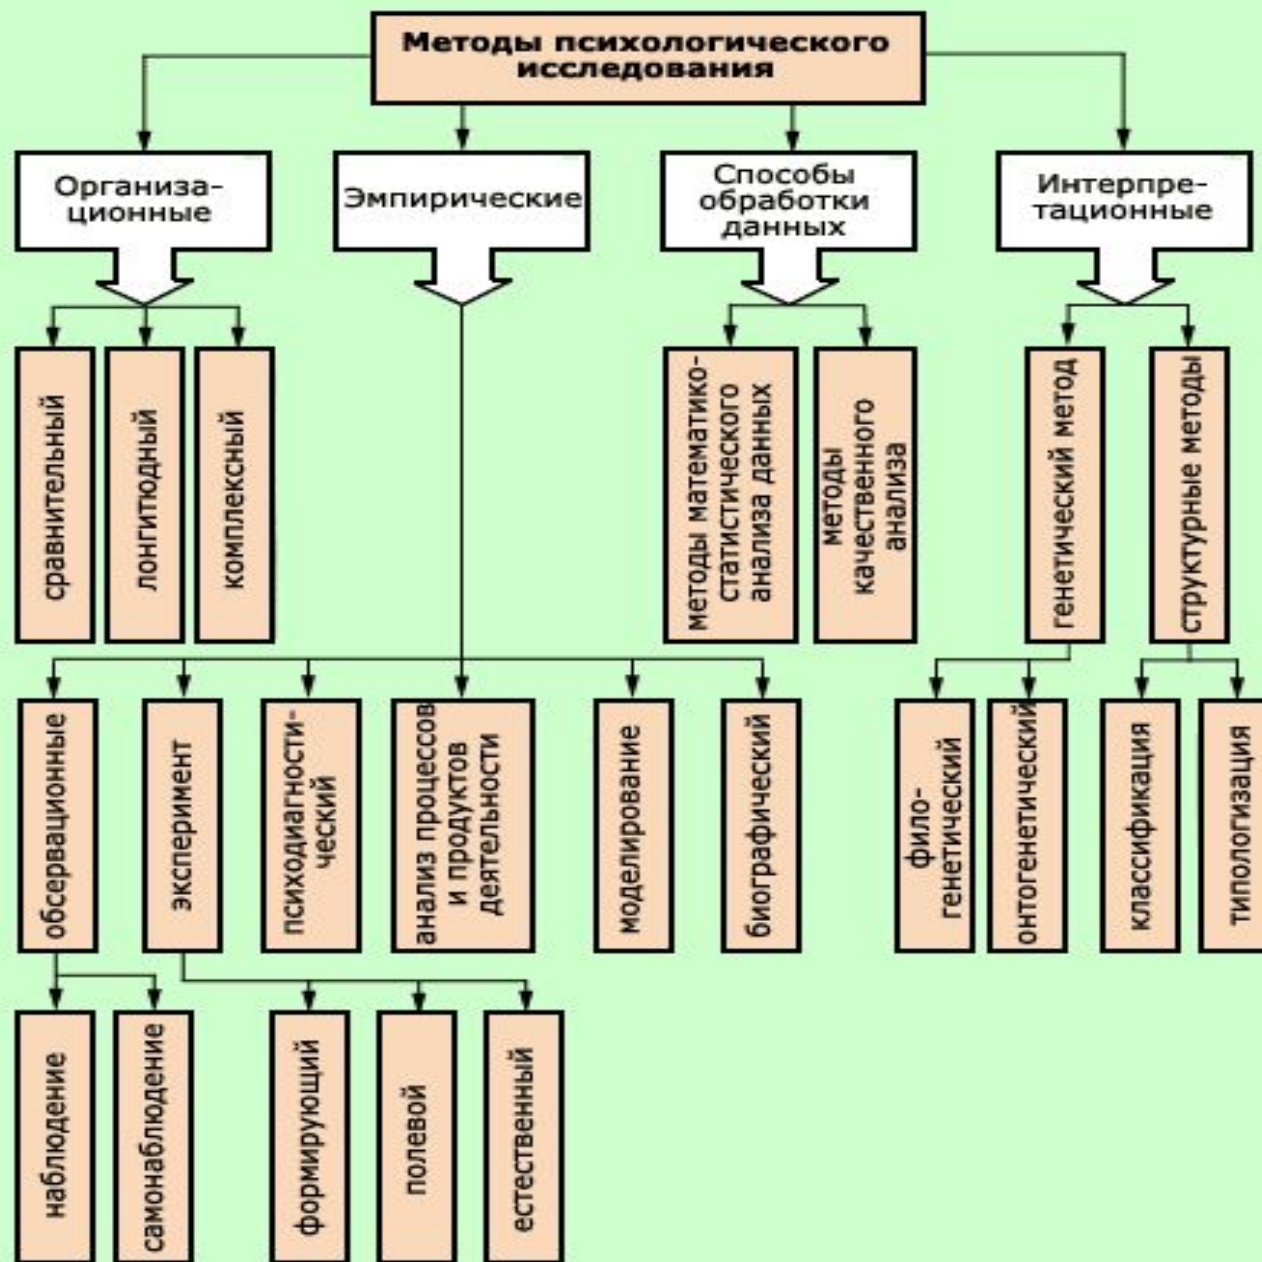 Методы психологического
исследования
Организа-
ционные
Эмпирические
Способы
обработки
данных
Интерпре-
тационные
сравнительный
лонгитюдный
комплексный
методы математико-
статистического
анализа данных
методы
качественного
анализа
генетический метод
структурные методы
обсервационные
эксперимент
психодиагности-
ческий
анализ процессов
и продуктов
деятельности
моделирование
биографический
фило-
генетический
онтогенетический
классификация
типологизация
наблюдение
самонаблюдение
формирующий
полевой
естественный